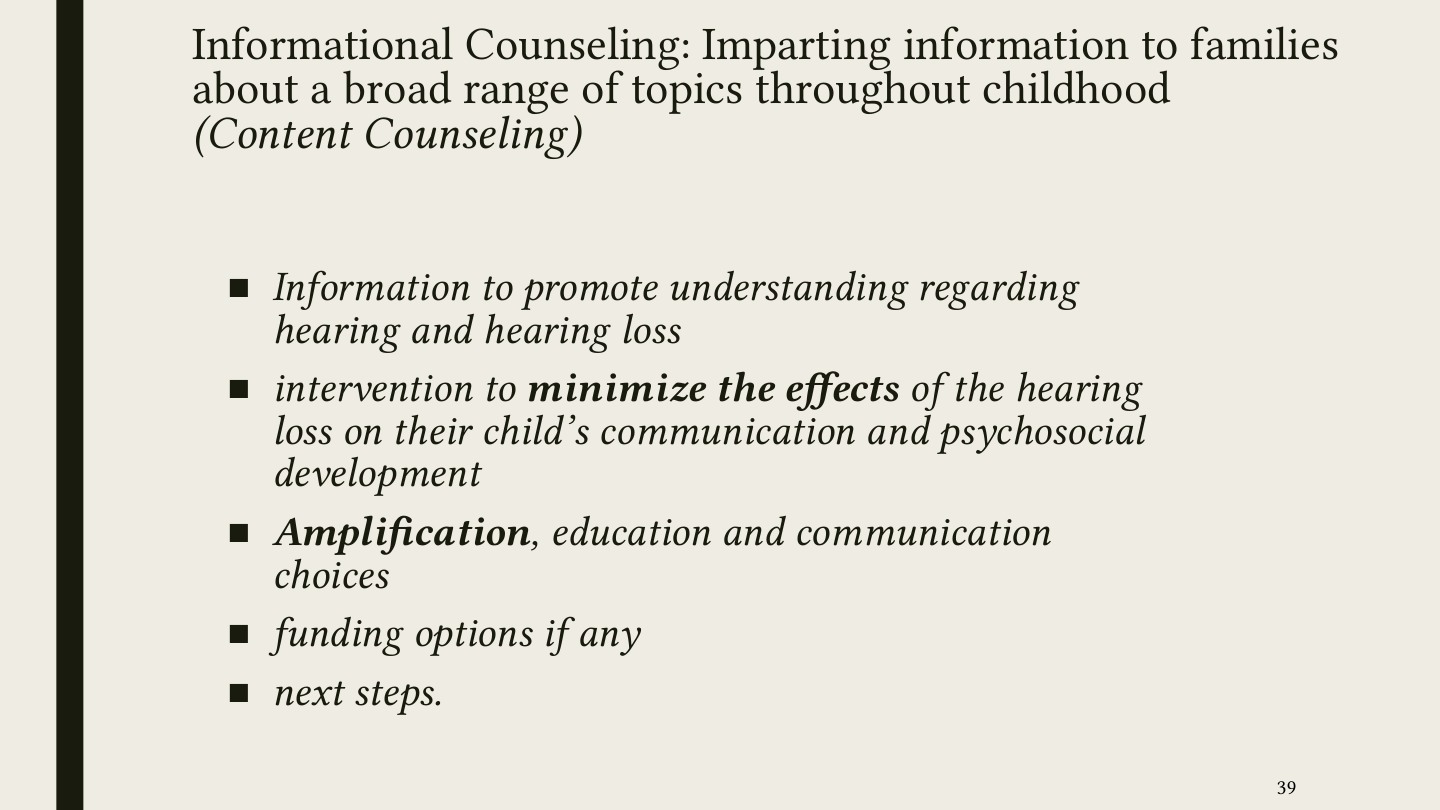 Informational Counseling: Imparting information to families
about a broad range of topics throughout childhood
(Content Counseling)
■ Information to promote understanding regarding
hearing and hearing loss
■ intervention to minimize the effects of the hearing
loss on their child’s communication and psychosocial
development
■ Amplification, education and communication
choices
■ funding options if any
■ next steps.
39